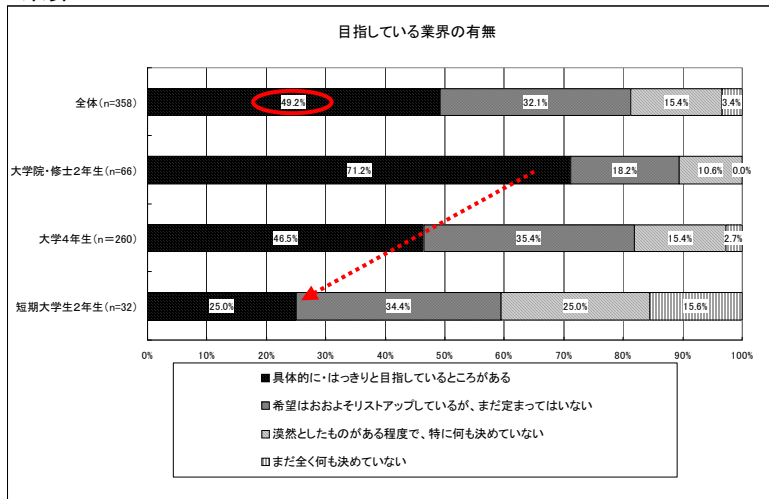 目指している業界の有無
全体(n=358)
49.2% 32.1% 15.4% 3.4%
大学院・修士2年生(n=66)
71.2% 18.2% 10.6% 0.0%
大学4年生(n=260)
46.5% 35.4% 15.4% 2.7%
短期大学生2年生(n=32)
25.0% 34.4% 25.0% 15.6%
0% 10% 20% 30% 40% 50% 60% 70% 80% 90% 100%
具体的に・はっきりと目指しているところがある
希望はおおよそリストアップしているが、まだ定まってはいない
漠然としたものがある程度で、特に何も決めていない
まだ全く何も決めていない